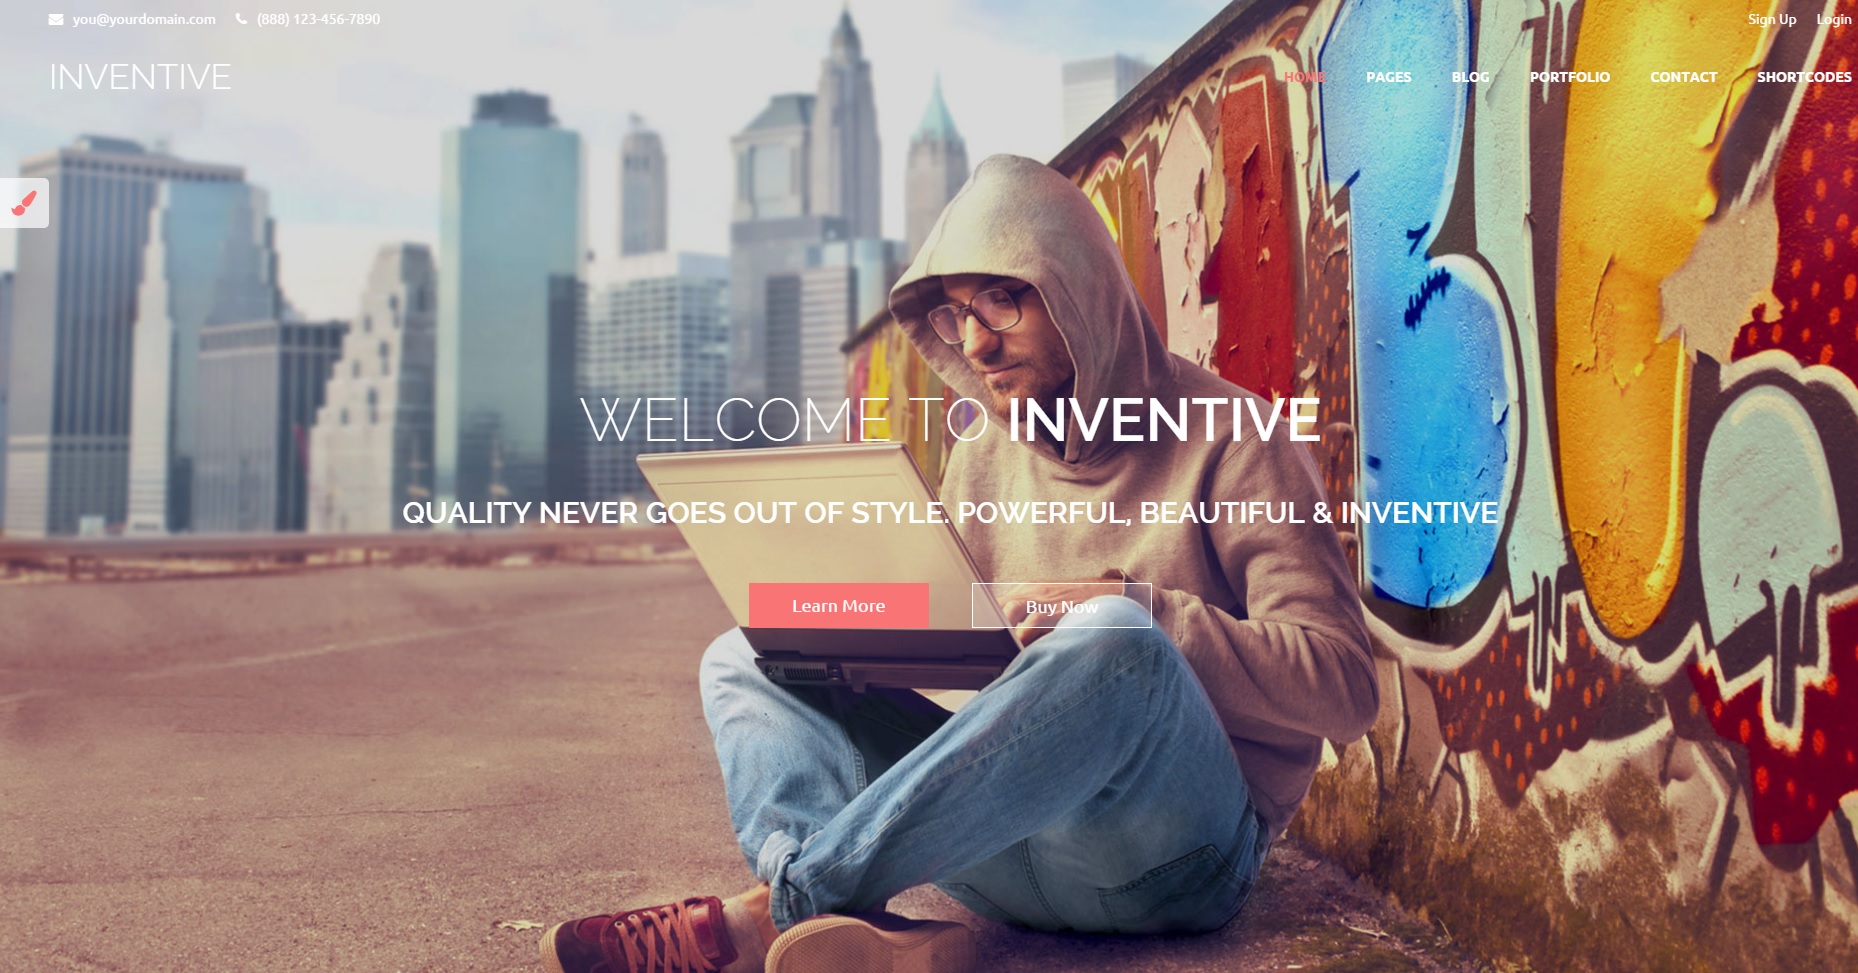 you@yourdomain.com (888) 123-456-7890 Sign Up Login
INVENTIVE HOME PAGES BLOG PORTFOLIO CONTACT SHORTCODES
WELCOME TO INVENTIVE
QUALITY NEVER GOES OUT OF STYLE. POWERFUL, BEAUTIFUL & INVENTIVE
Learn More Buy Now